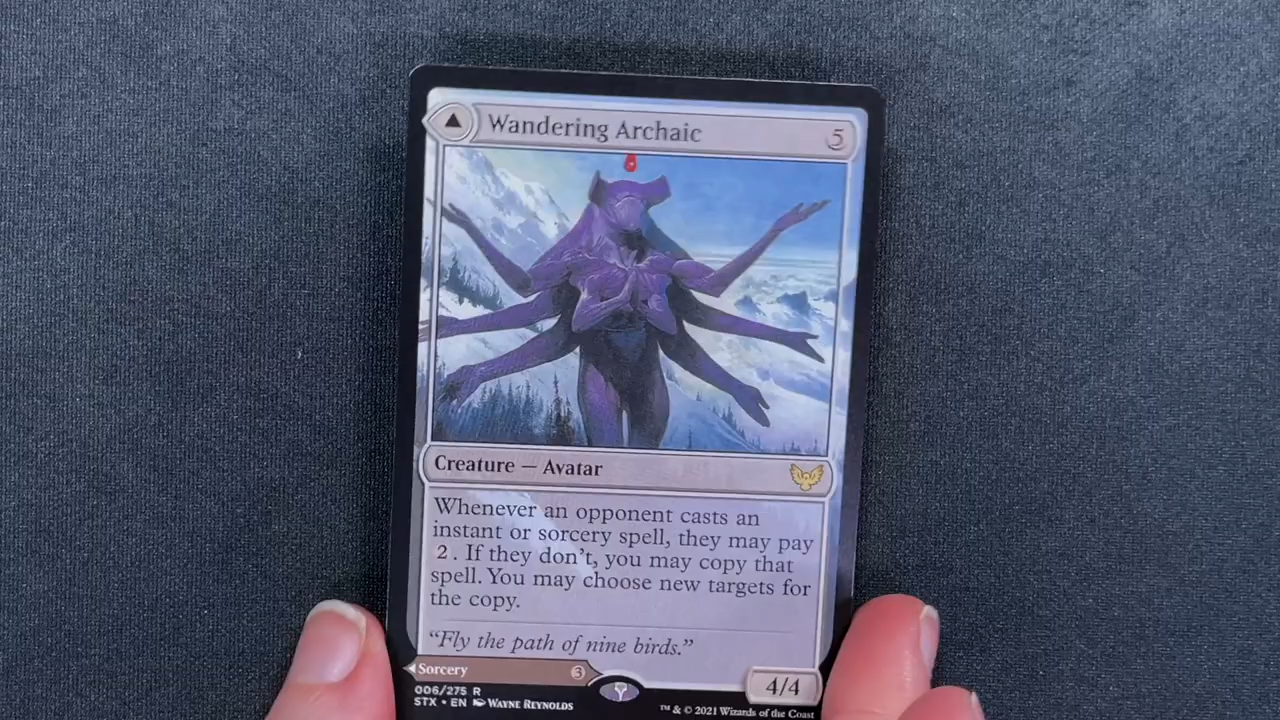 Wandering Archaic 5
Creature — Avatar
Whenever an opponent casts an
instant or sorcery spell, they may pay
2. If they don't, you may copy that
spell. You may choose new targets for
the copy.
"Fly the path of nine birds."
Sorcery 3
4/4
006/275 R
STX • EN Wayne Reynolds
™ & © 2021 Wizards of the Coast